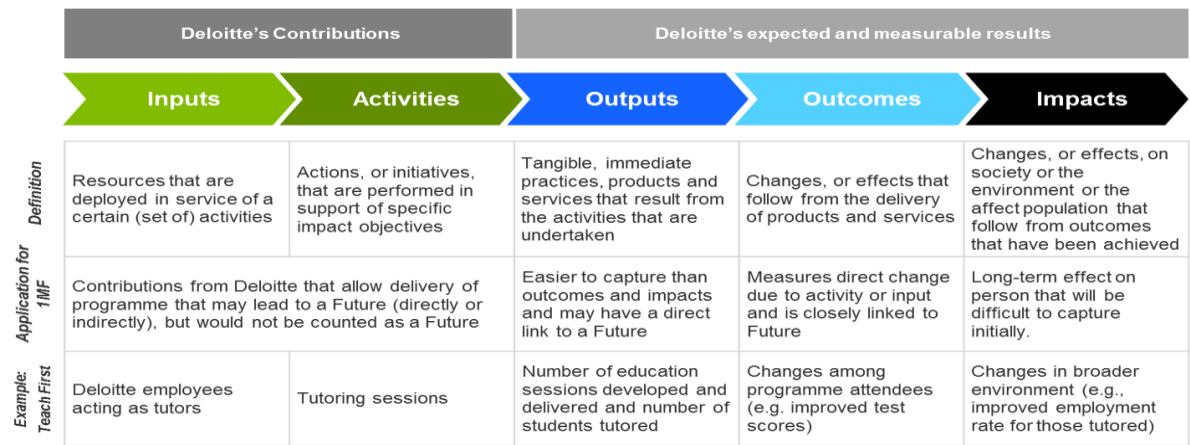 Deloitte's Contributions
Deloitte's expected and measurable results
Inputs
Activities
Outputs
Outcomes
Impacts
Definition
Resources that are
deployed in service of a
certain (set of) activities
Actions, or initiatives,
that are performed in
support of specific
impact objectives
Tangible, immediate
practices, products and
services that result from
the activities that are
undertaken
Changes, or effects that
follow from the delivery
of products and services
Changes, or effects, on
society or the
environment or the
affect population that
follow from outcomes
that have been achieved
Application for
1MF
Contributions from Deloitte that allow delivery of
programme that may lead to a Future (directly or
indirectly), but would not be counted as a Future
Easier to capture than
outcomes and impacts
and may have a direct
link to a Future
Measures direct change
due to activity or input
and is closely linked to
Future
Long-term effect on
person that will be
difficult to capture
initially.
Example:
Teach First
Deloitte employees
acting as tutors
Tutoring sessions
Number of education
sessions developed and
delivered and number of
students tutored
Changes among
programme attendees
(e.g. improved test
scores)
Changes in broader
environment (e.g.,
improved employment
rate for those tutored)